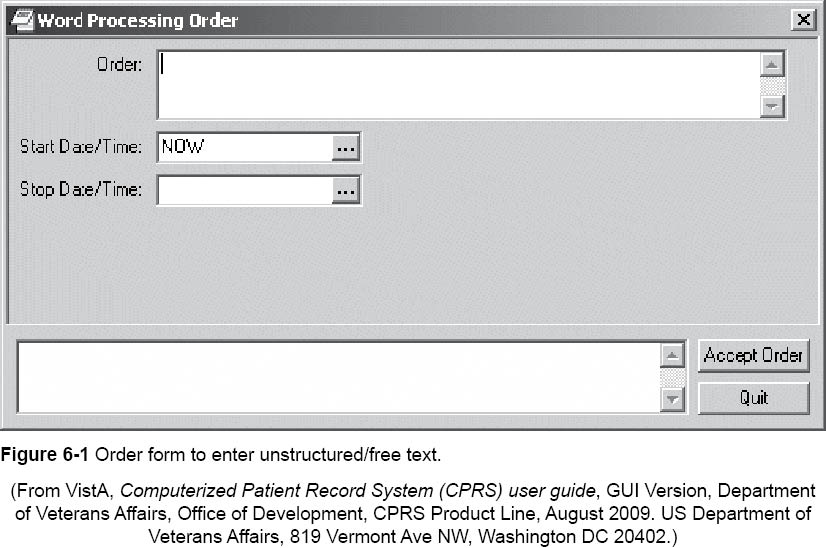 Word Processing Order
Order:
Start Date/Time: NOW ...
Stop Date/Time: ...
Accept Order
Quit
Figure 6-1 Order form to enter unstructured/free text.
(From VistA, Computerized Patient Record System (CPRS) user guide, GUI Version, Department
of Veterans Affairs, Office of Development, CPRS Product Line, August 2009. US Department of
Veterans Affairs, 819 Vermont Ave NW, Washington DC 20402.)